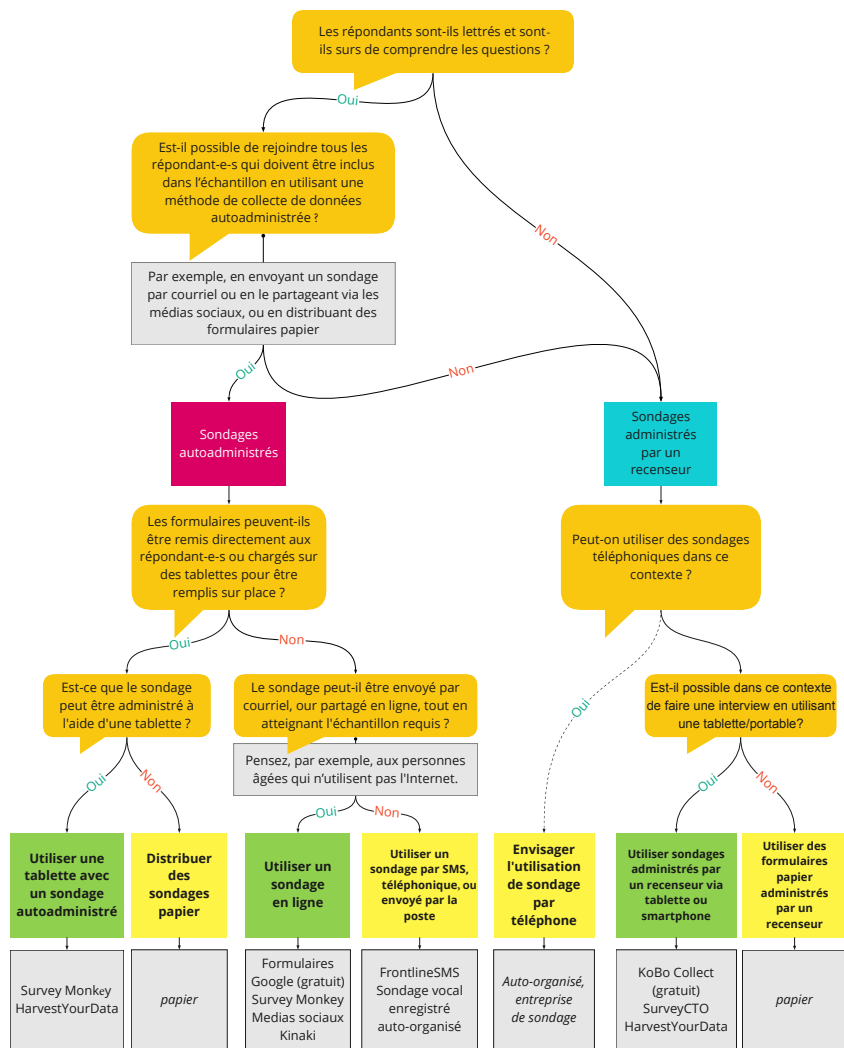 Les répondants sont-ils lettrés et sont-
ils surs de comprendre les questions ?
Oui
Non
Est-il possible de rejoindre tous les
répondant-e-s qui doivent être inclus
dans l'échantillon en utilisant une
méthode de collecte de données
autoadministrée ?
Par exemple, en envoyant un sondage
par courriel ou en le partageant via les
médias sociaux, ou en distribuant des
formulaires papier
Oui
Non
Sondages
autoadministrés
Sondages
administrés
par un
recenseur
Les formulaires peuvent-ils
être remis directement aux
répondant-e-s ou chargés sur
des tablettes pour être
remplis sur place ?
Peut-on utiliser des sondages
téléphoniques dans ce
contexte ?
Oui
Non
Oui
Non
Est-ce que le sondage
peut être administré à
l'aide d'une tablette ?
Le sondage peut-il être envoyé par
courriel, our partagé en ligne, tout en
atteignant l'échantillon requis ?
Pensez, par exemple, aux personnes
âgées qui n'utilisent pas l'Internet.
Est-il possible dans ce contexte
de faire une interview en utilisant
une tablette/portable?
Oui
Non
Oui
Non
Oui
Non
Utiliser une
tablette avec
un sondage
autoadministré
Distribuer
des
sondages
papier
Utiliser un
sondage
en ligne
Utiliser un
sondage par SMS,
téléphonique, ou
envoyé par la
poste
Envisager
l'utilisation
de sondage
par
téléphone
Utiliser sondages
administrés par
un recenseur via
tablette ou
smartphone
Utiliser des
formulaires
papier
administrés
par un
recenseur
Survey Monkey
HarvestYourData
papier
Formulaires
Google (gratuit)
Survey Monkey
Medias sociaux
Kinaki
FrontlineSMS
Sondage vocal
enregistré
auto-organisé
Auto-organisé,
entreprise
de sondage
KoBo Collect
(gratuit)
SurveyCTO
HarvestYourData
papier